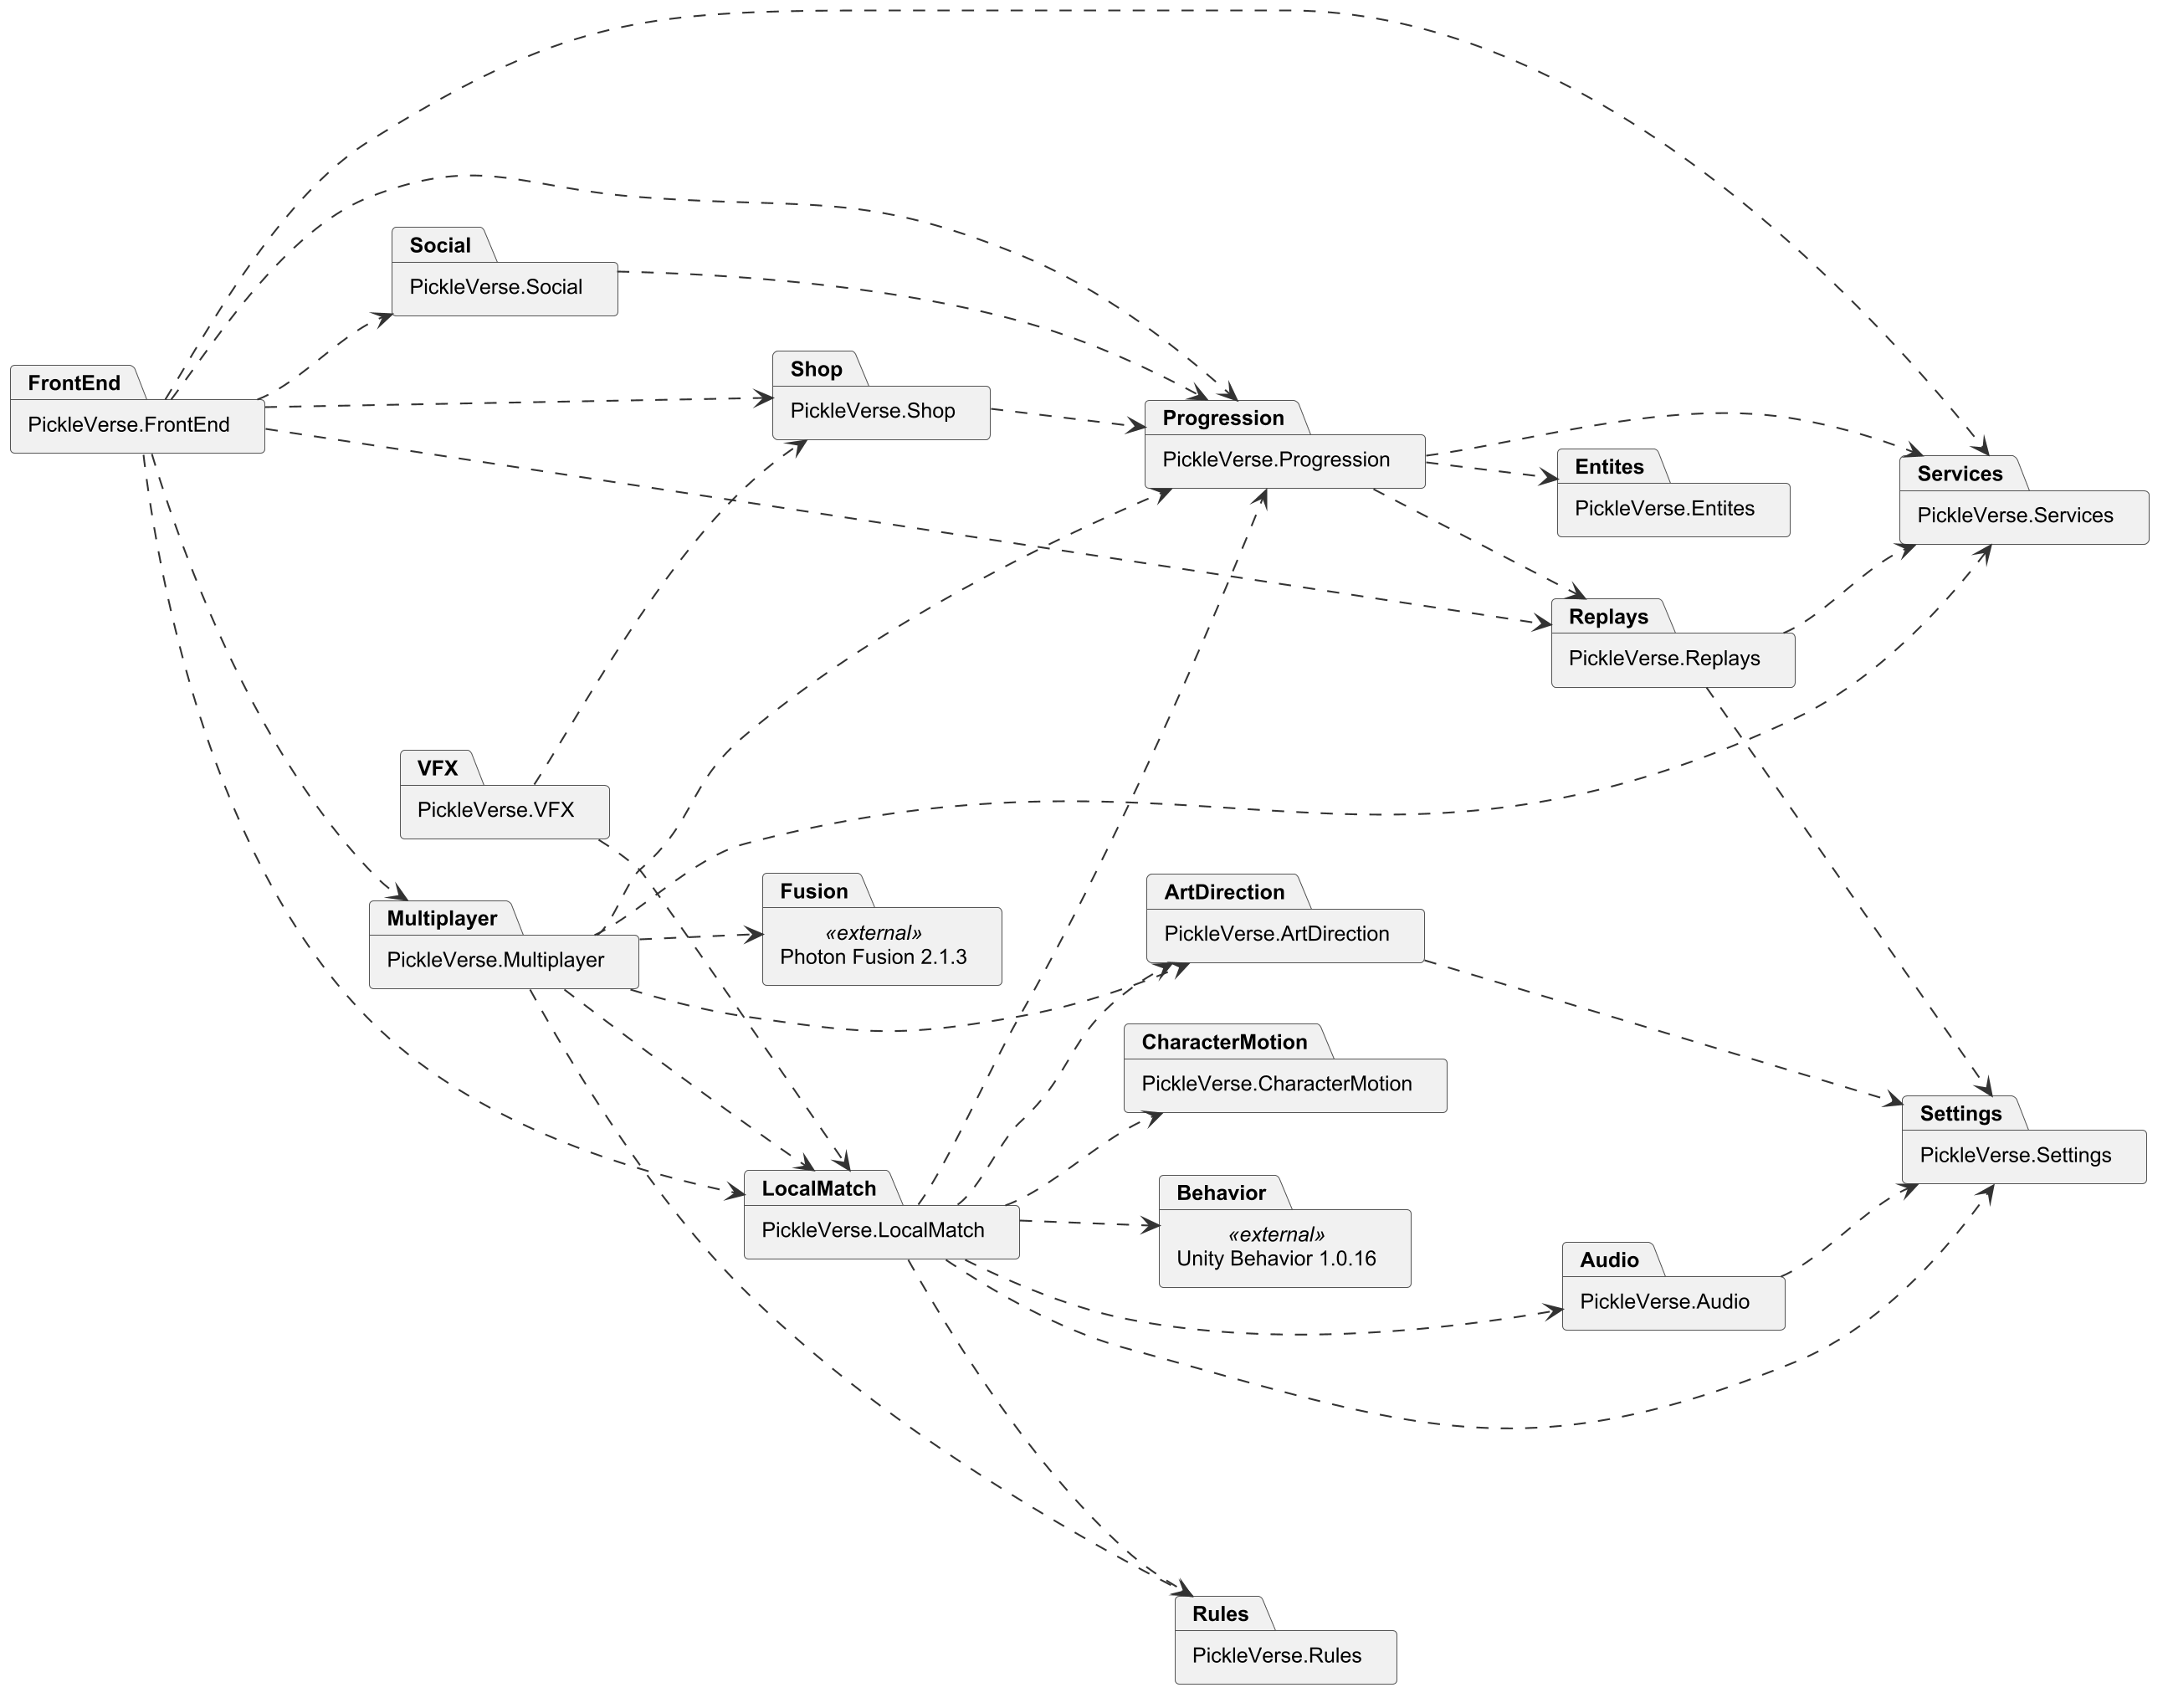 Social
PickleVerse.Social
FrontEnd
PickleVerse.FrontEnd
Shop
PickleVerse.Shop
Progression
PickleVerse.Progression
Entites
PickleVerse.Entites
Services
PickleVerse.Services
Replays
PickleVerse.Replays
VFX
PickleVerse.VFX
Multiplayer
PickleVerse.Multiplayer
Fusion
«external»
Photon Fusion 2.1.3
ArtDirection
PickleVerse.ArtDirection
CharacterMotion
PickleVerse.CharacterMotion
Settings
PickleVerse.Settings
LocalMatch
PickleVerse.LocalMatch
Behavior
«external»
Unity Behavior 1.0.16
Audio
PickleVerse.Audio
Rules
PickleVerse.Rules